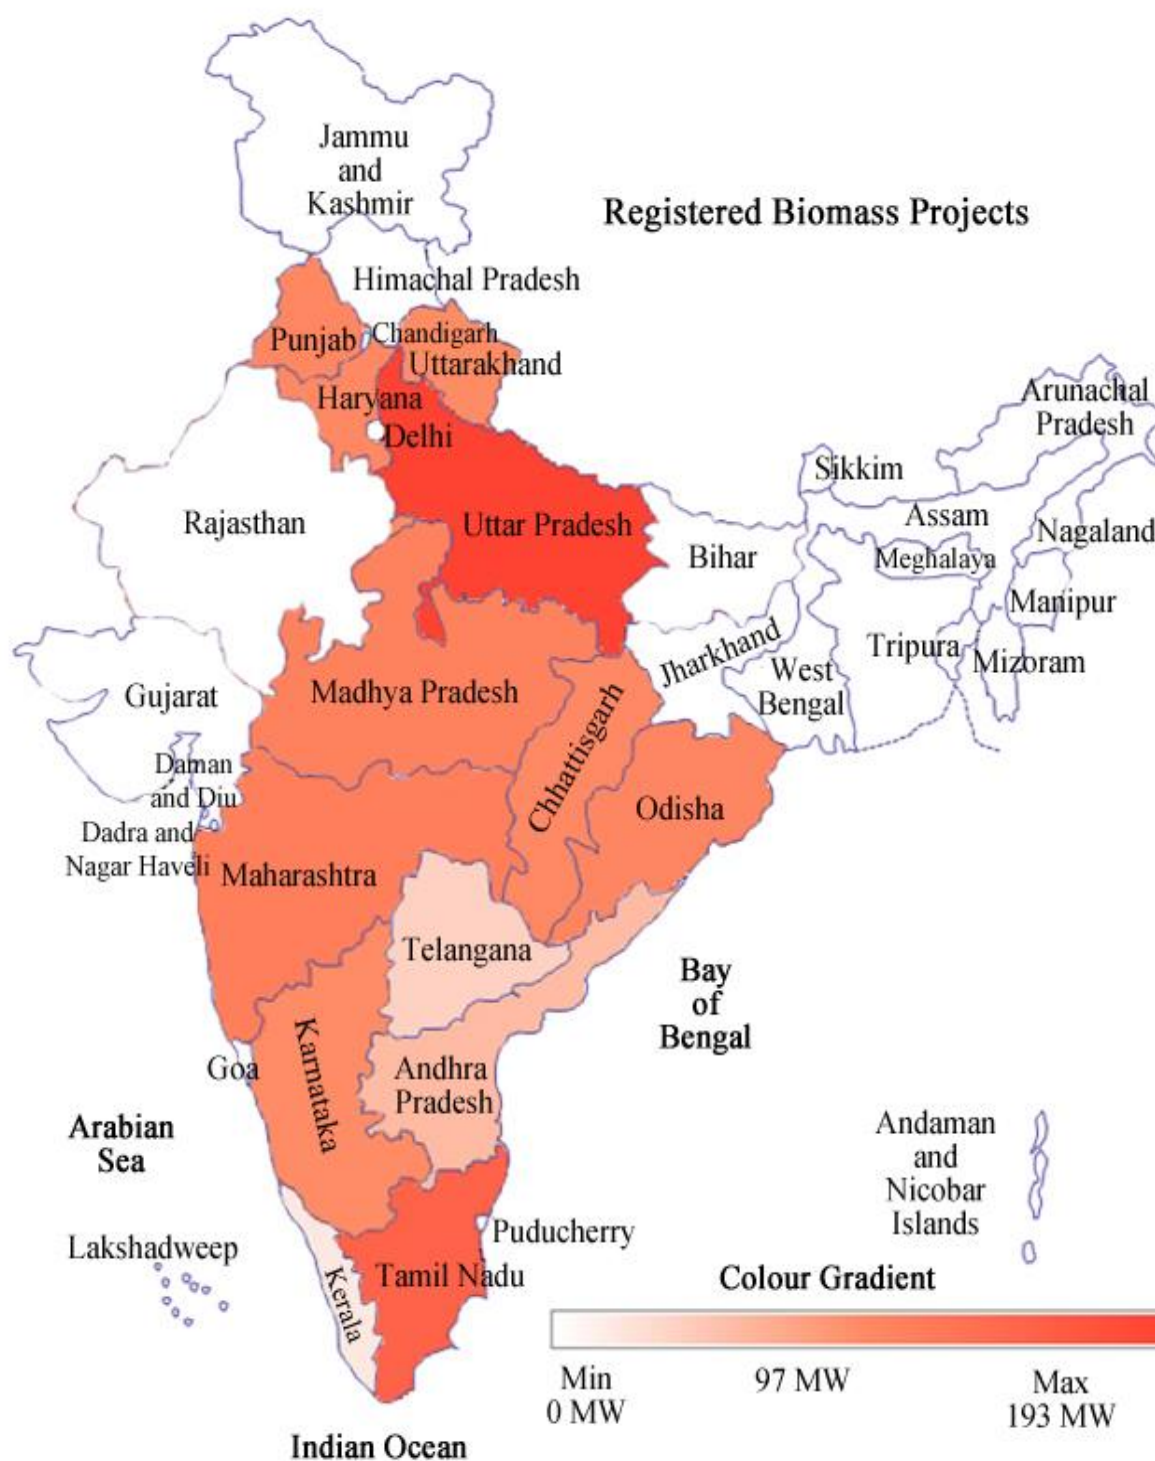 Jammu
and
Kashmir
Registered Biomass Projects
Himachal Pradesh
Chandigarh
Punjab
Uttarakhand
Haryana
Arunachal
Pradesh
Delhi
Sikkim
Assam
Rajasthan
Uttar Pradesh
Nagaland
Bihar
Meghalaya
Manipur
Jharkhand
Tripura
Mizoram
West
Bengal
Gujarat
Madhya Pradesh
Chhattisgarh
Daman
and Diu
Odisha
Dadra and
Nagar Haveli
Maharashtra
Telangana
Bay
of
Bengal
Karnataka
Goa
Andhra
Pradesh
Arabian
Sea
Andaman
and
Nicobar
Islands
Puducherry
Lakshadweep
Tamil Nadu
Kerala
Colour Gradient
Min
0 MW
97 MW
Max
193 MW
Indian Ocean